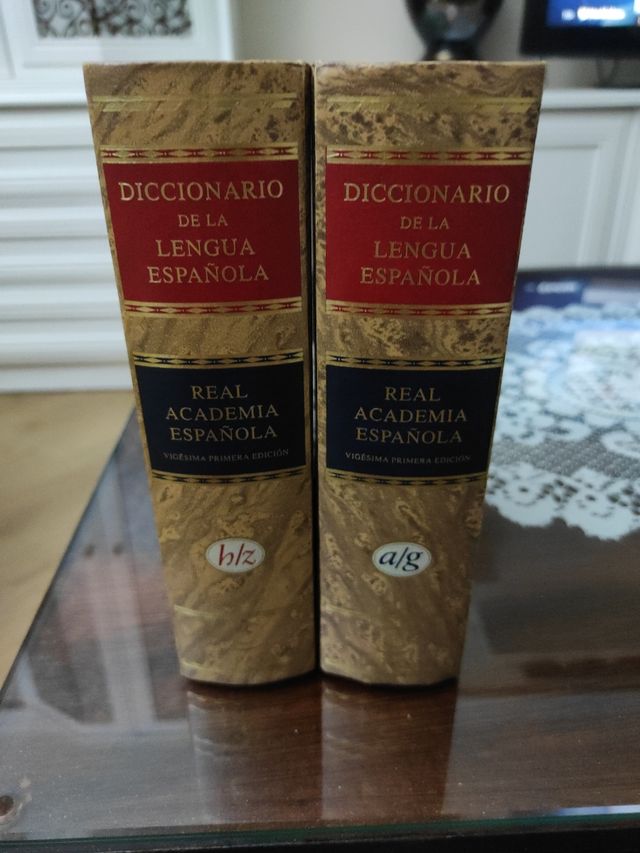 DICCIONARIO
DE LA
LENGUA
ESPAÑOLA
REAL
ACADEMIA
ESPAÑOLA
VIGÉSIMA PRIMERA EDICIÓN
h/z
DICCIONARIO
DE LA
LENGUA
ESPAÑOLA
REAL
ACADEMIA
ESPAÑOLA
VIGÉSIMA PRIMERA EDICIÓN
a/g